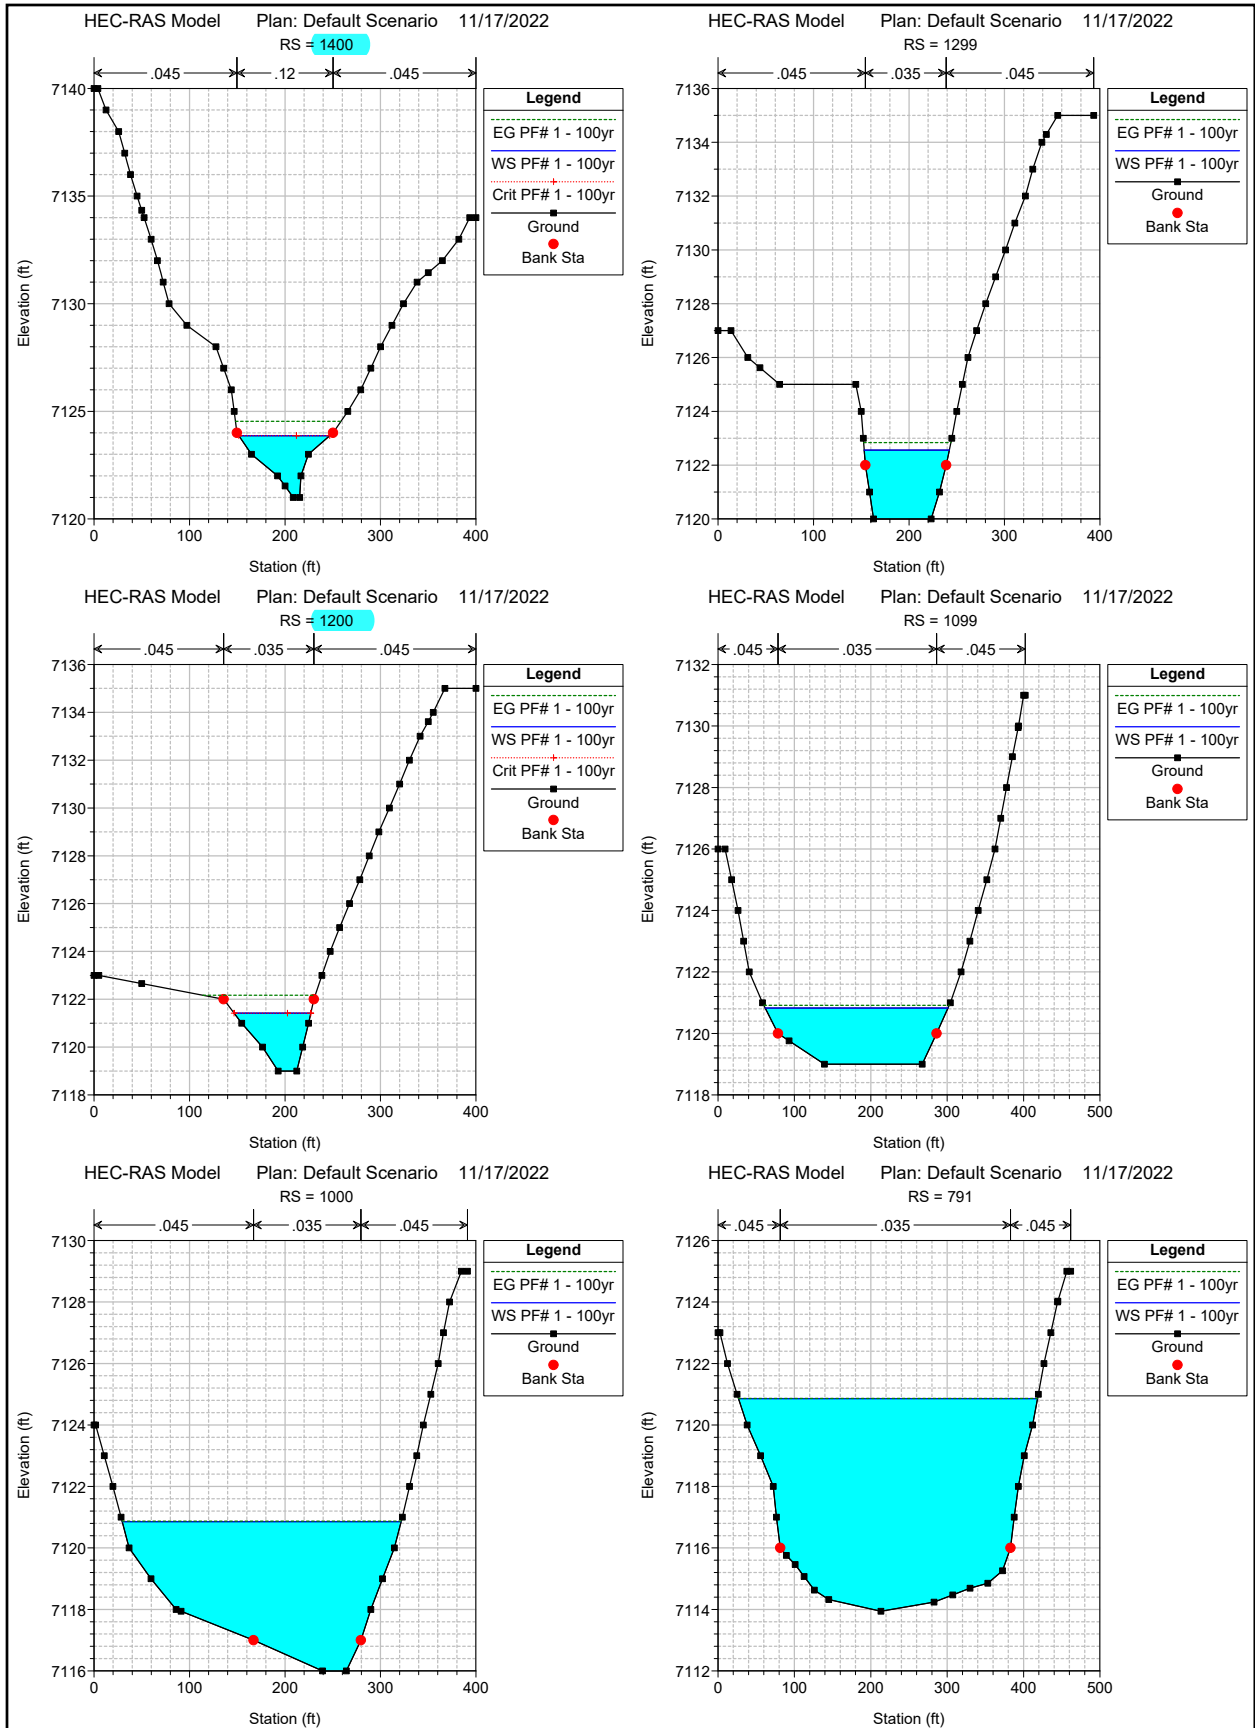 HEC-RAS Model Plan: Default Scenario 11/17/2022
RS = 1400
.045 .12 .045
7140
7135
7130
7125
7120
Elevation (ft)
0 100 200 300 400
Station (ft)
Legend
EG PF# 1 - 100yr
WS PF# 1 - 100yr
Crit PF# 1 - 100yr
Ground
Bank Sta
HEC-RAS Model Plan: Default Scenario 11/17/2022
RS = 1299
.045 .035 .045
7136
7134
7132
7130
7128
7126
7124
7122
7120
Elevation (ft)
0 100 200 300 400
Station (ft)
Legend
EG PF# 1 - 100yr
WS PF# 1 - 100yr
Ground
Bank Sta
HEC-RAS Model Plan: Default Scenario 11/17/2022
RS = 1200
.045 .035 .045
7136
7134
7132
7130
7128
7126
7124
7122
7120
7118
Elevation (ft)
0 100 200 300 400
Station (ft)
Legend
EG PF# 1 - 100yr
WS PF# 1 - 100yr
Crit PF# 1 - 100yr
Ground
Bank Sta
HEC-RAS Model Plan: Default Scenario 11/17/2022
RS = 1099
.045 .035 .045
7132
7130
7128
7126
7124
7122
7120
7118
Elevation (ft)
0 100 200 300 400 500
Station (ft)
Legend
EG PF# 1 - 100yr
WS PF# 1 - 100yr
Ground
Bank Sta
HEC-RAS Model Plan: Default Scenario 11/17/2022
RS = 1000
.045 .035 .045
7130
7128
7126
7124
7122
7120
7118
7116
Elevation (ft)
0 100 200 300 400
Station (ft)
Legend
EG PF# 1 - 100yr
WS PF# 1 - 100yr
Ground
Bank Sta
HEC-RAS Model Plan: Default Scenario 11/17/2022
RS = 791
.045 .035 .045
7126
7124
7122
7120
7118
7116
7114
7112
Elevation (ft)
0 100 200 300 400 500
Station (ft)
Legend
EG PF# 1 - 100yr
WS PF# 1 - 100yr
Ground
Bank Sta